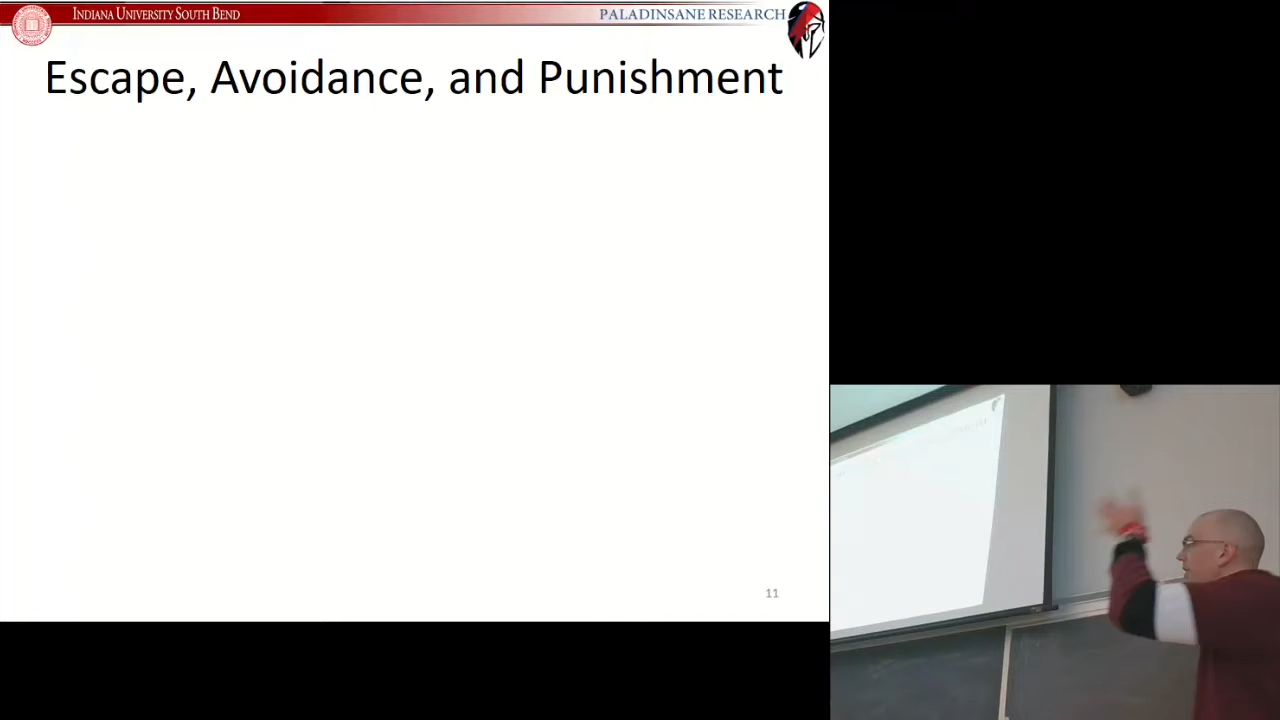 INDIANA UNIVERSITY SOUTH BEND
PALADINSANE RESEARCH
Escape, Avoidance, and Punishment
11